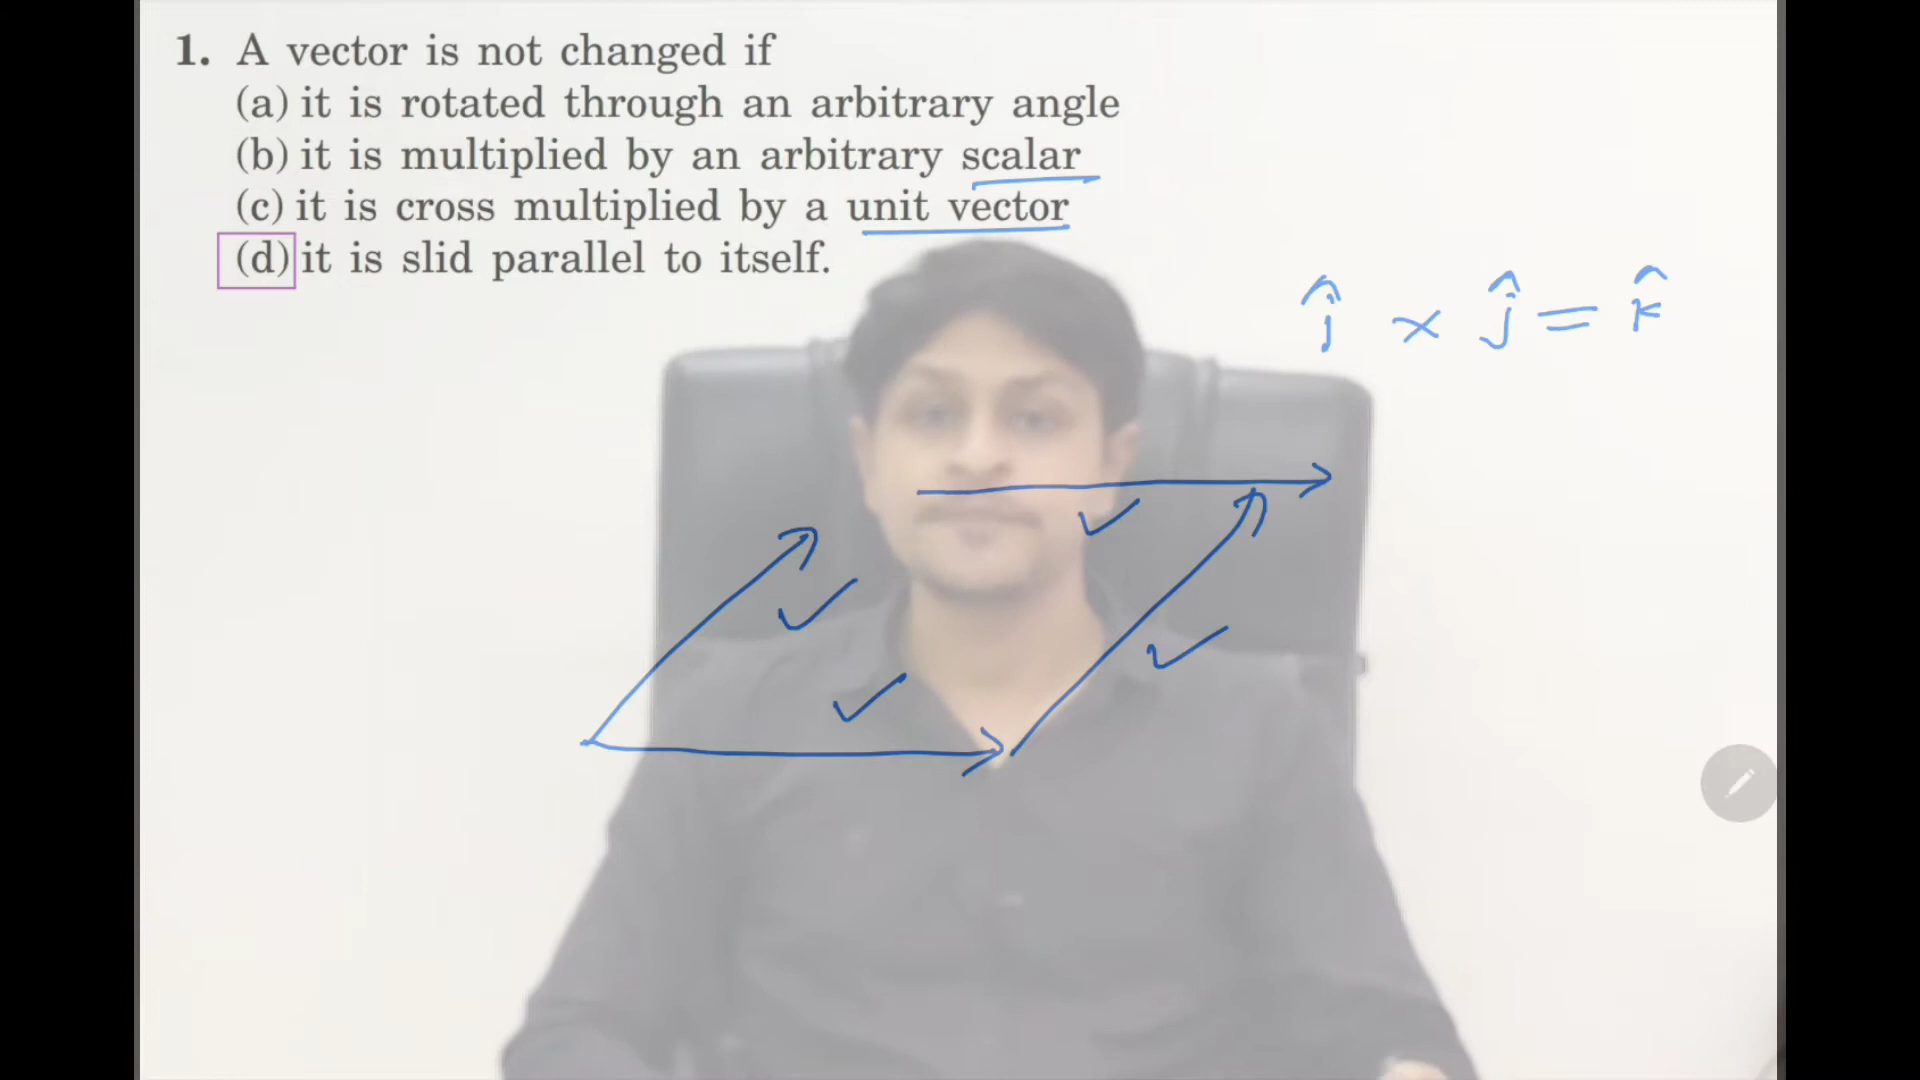 1. A vector is not changed if
(a) it is rotated through an arbitrary angle
(b) it is multiplied by an arbitrary scalar
(c) it is cross multiplied by a unit vector
(d) it is slid parallel to itself.
î × ĵ = k̂